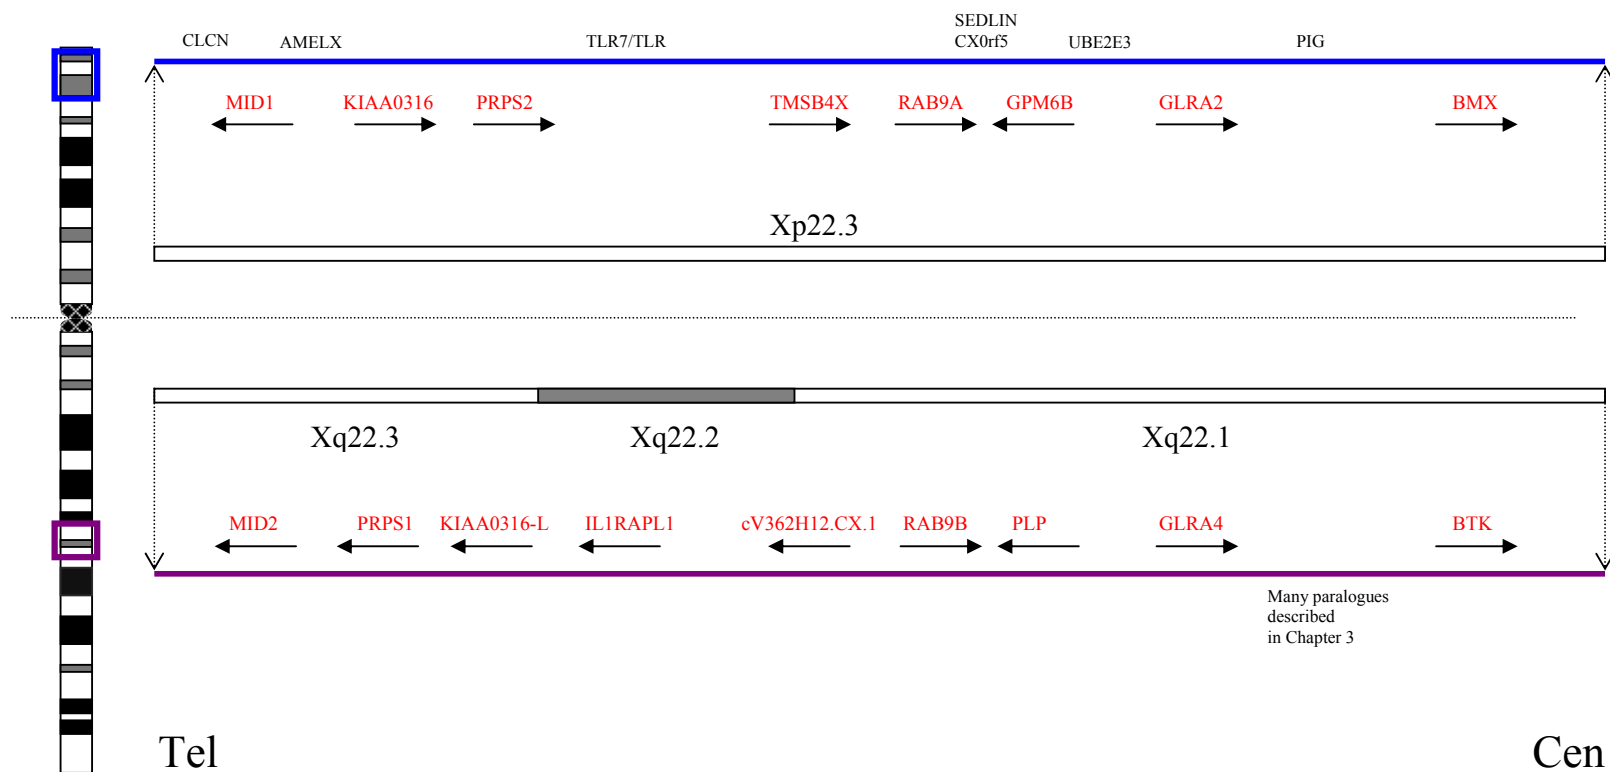 SEDLIN
CLCN AMELX TLR7/TLR CX0rf5 UBE2E3 PIG
MID1 KIAA0316 PRPS2 TMSB4X RAB9A GPM6B GLRA2 BMX
Xp22.3
Xq22.3 Xq22.2 Xq22.1
MID2 PRPS1 KIAA0316-L IL1RAPL1 cV362H12.CX.1 RAB9B PLP GLRA4 BTK
Many paralogues
described
in Chapter 3
Tel Cen